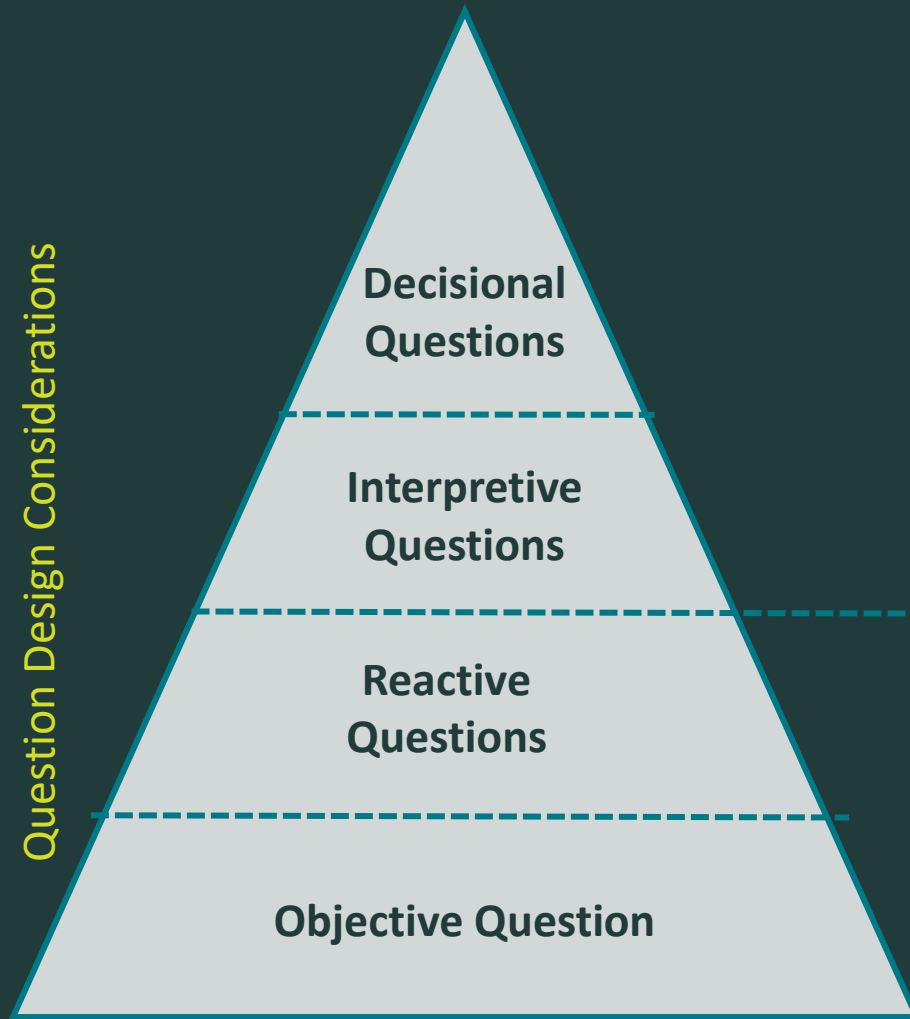 Question Design Considerations
Decisional
Questions
Interpretive
Questions
Reactive
Questions
Objective Question